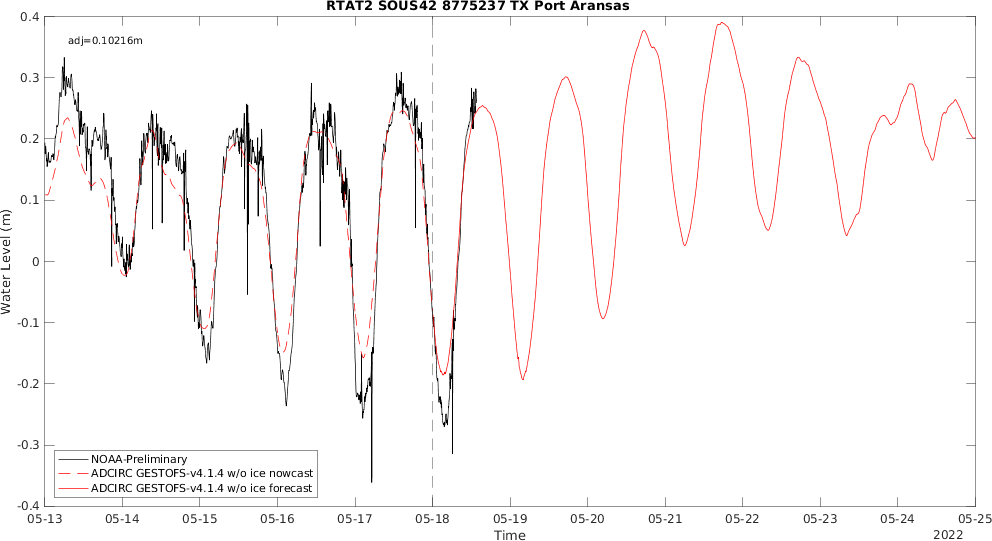 RTAT2 SOUS42 8775237 TX Port Aransas
adj=0.10216m
0.4
0.3
0.2
0.1
0
-0.1
-0.2
-0.3
-0.4
Water Level (m)
NOAA-Preliminary
ADCIRC GESTOFS-v4.1.4 w/o ice nowcast
ADCIRC GESTOFS-v4.1.4 w/o ice forecast
05-13 05-14 05-15 05-16 05-17 05-18 05-19 05-20 05-21 05-22 05-23 05-24 05-25
Time
2022